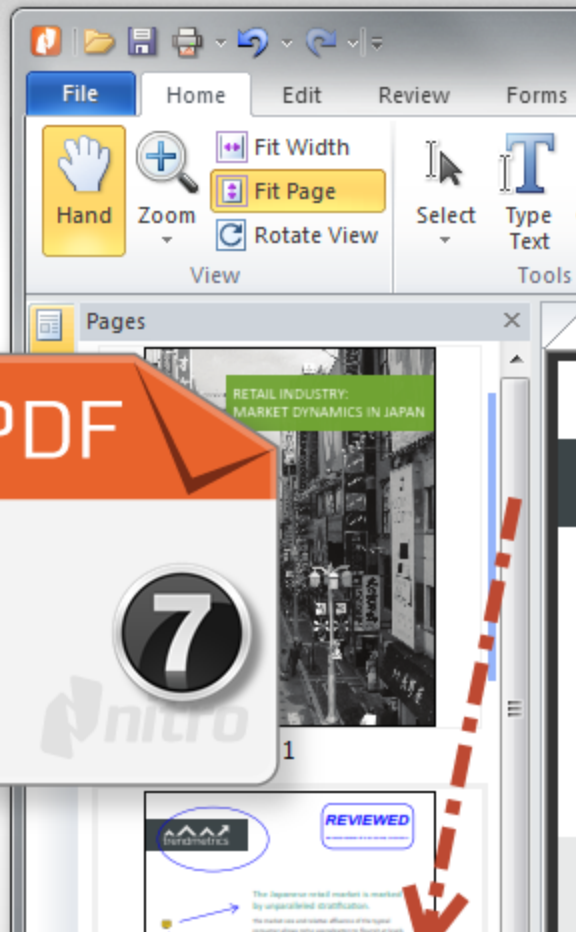 File Home Edit Review Forms
Hand
Zoom
Fit Width
Fit Page
Rotate View
Select
Type
Text
View
Tools
Pages
PDF
RETAIL INDUSTRY:
MARKET DYNAMICS IN JAPAN
7
nitro
1
trendmetrics
REVIEWED
The Japanese retail market is marked
by unparalleled stratification.